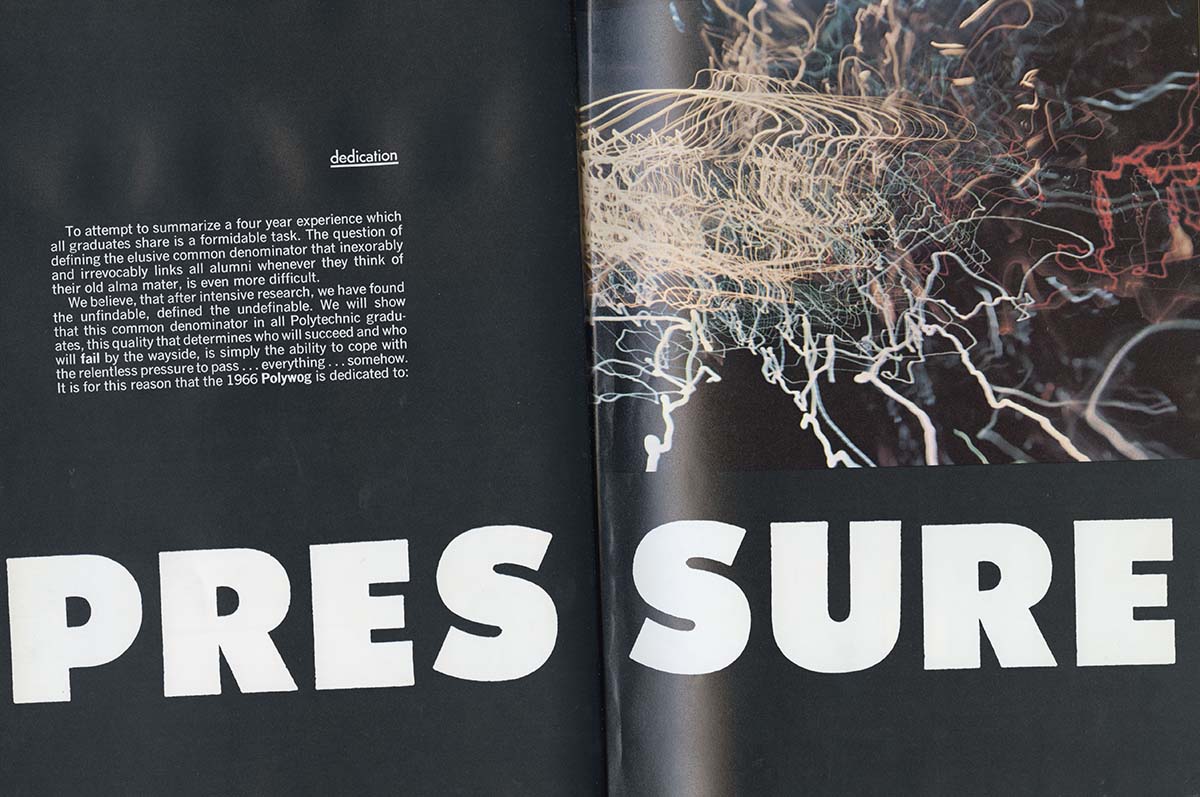 dedication
To attempt to summarize a four year experience which
all graduates share is a formidable task. The question of
defining the elusive common denominator that inexorably
and irrevocably links all alumni whenever they think of
their old alma mater, is even more difficult.
We believe, that after intensive research, we have found
the unfindable, defined the undefinable. We will show
that this common denominator in all Polytechnic gradu-
ates, this quality that determines who will succeed and who
will fail by the wayside, is simply the ability to cope with
the relentless pressure to pass . . . everything . . . somehow.
It is for this reason that the 1966 Polywog is dedicated to:
PRESSURE